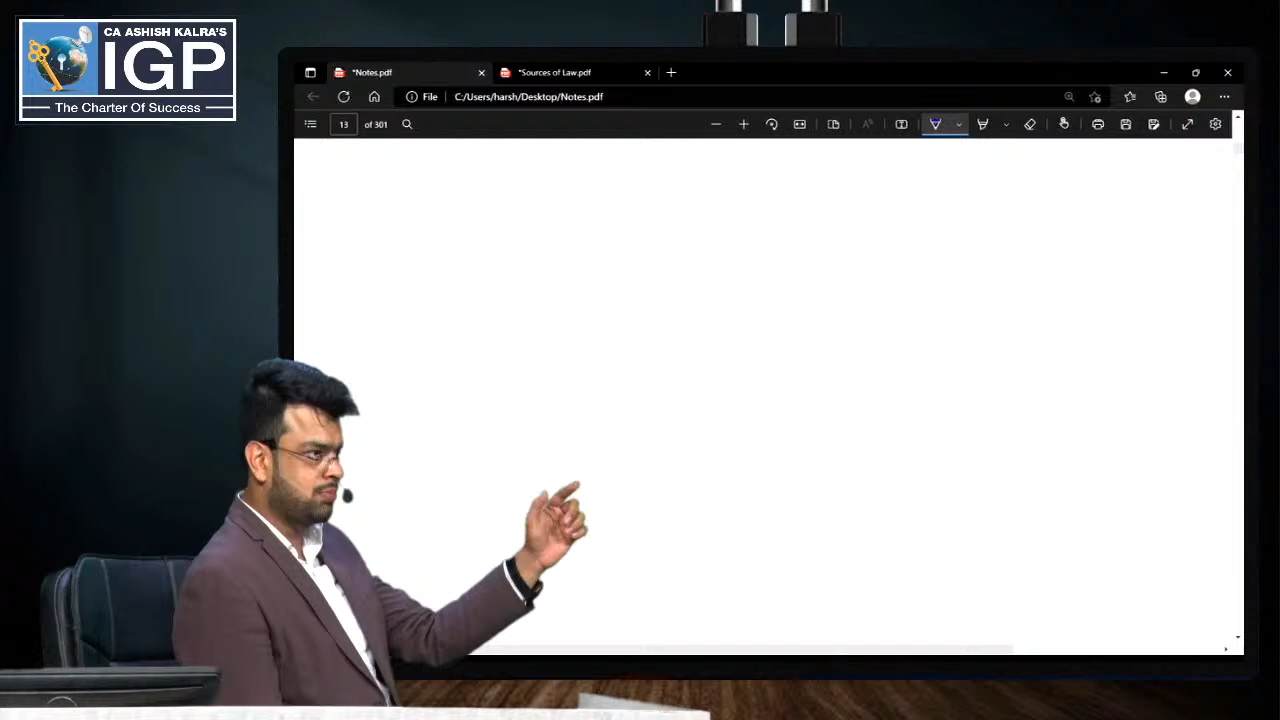 CA ASHISH KALRA'S
IGP
The Charter Of Success
*Notes.pdf
*Sources of Law.pdf
File
C:/Users/harsh/Desktop/Notes.pdf
13
of 301